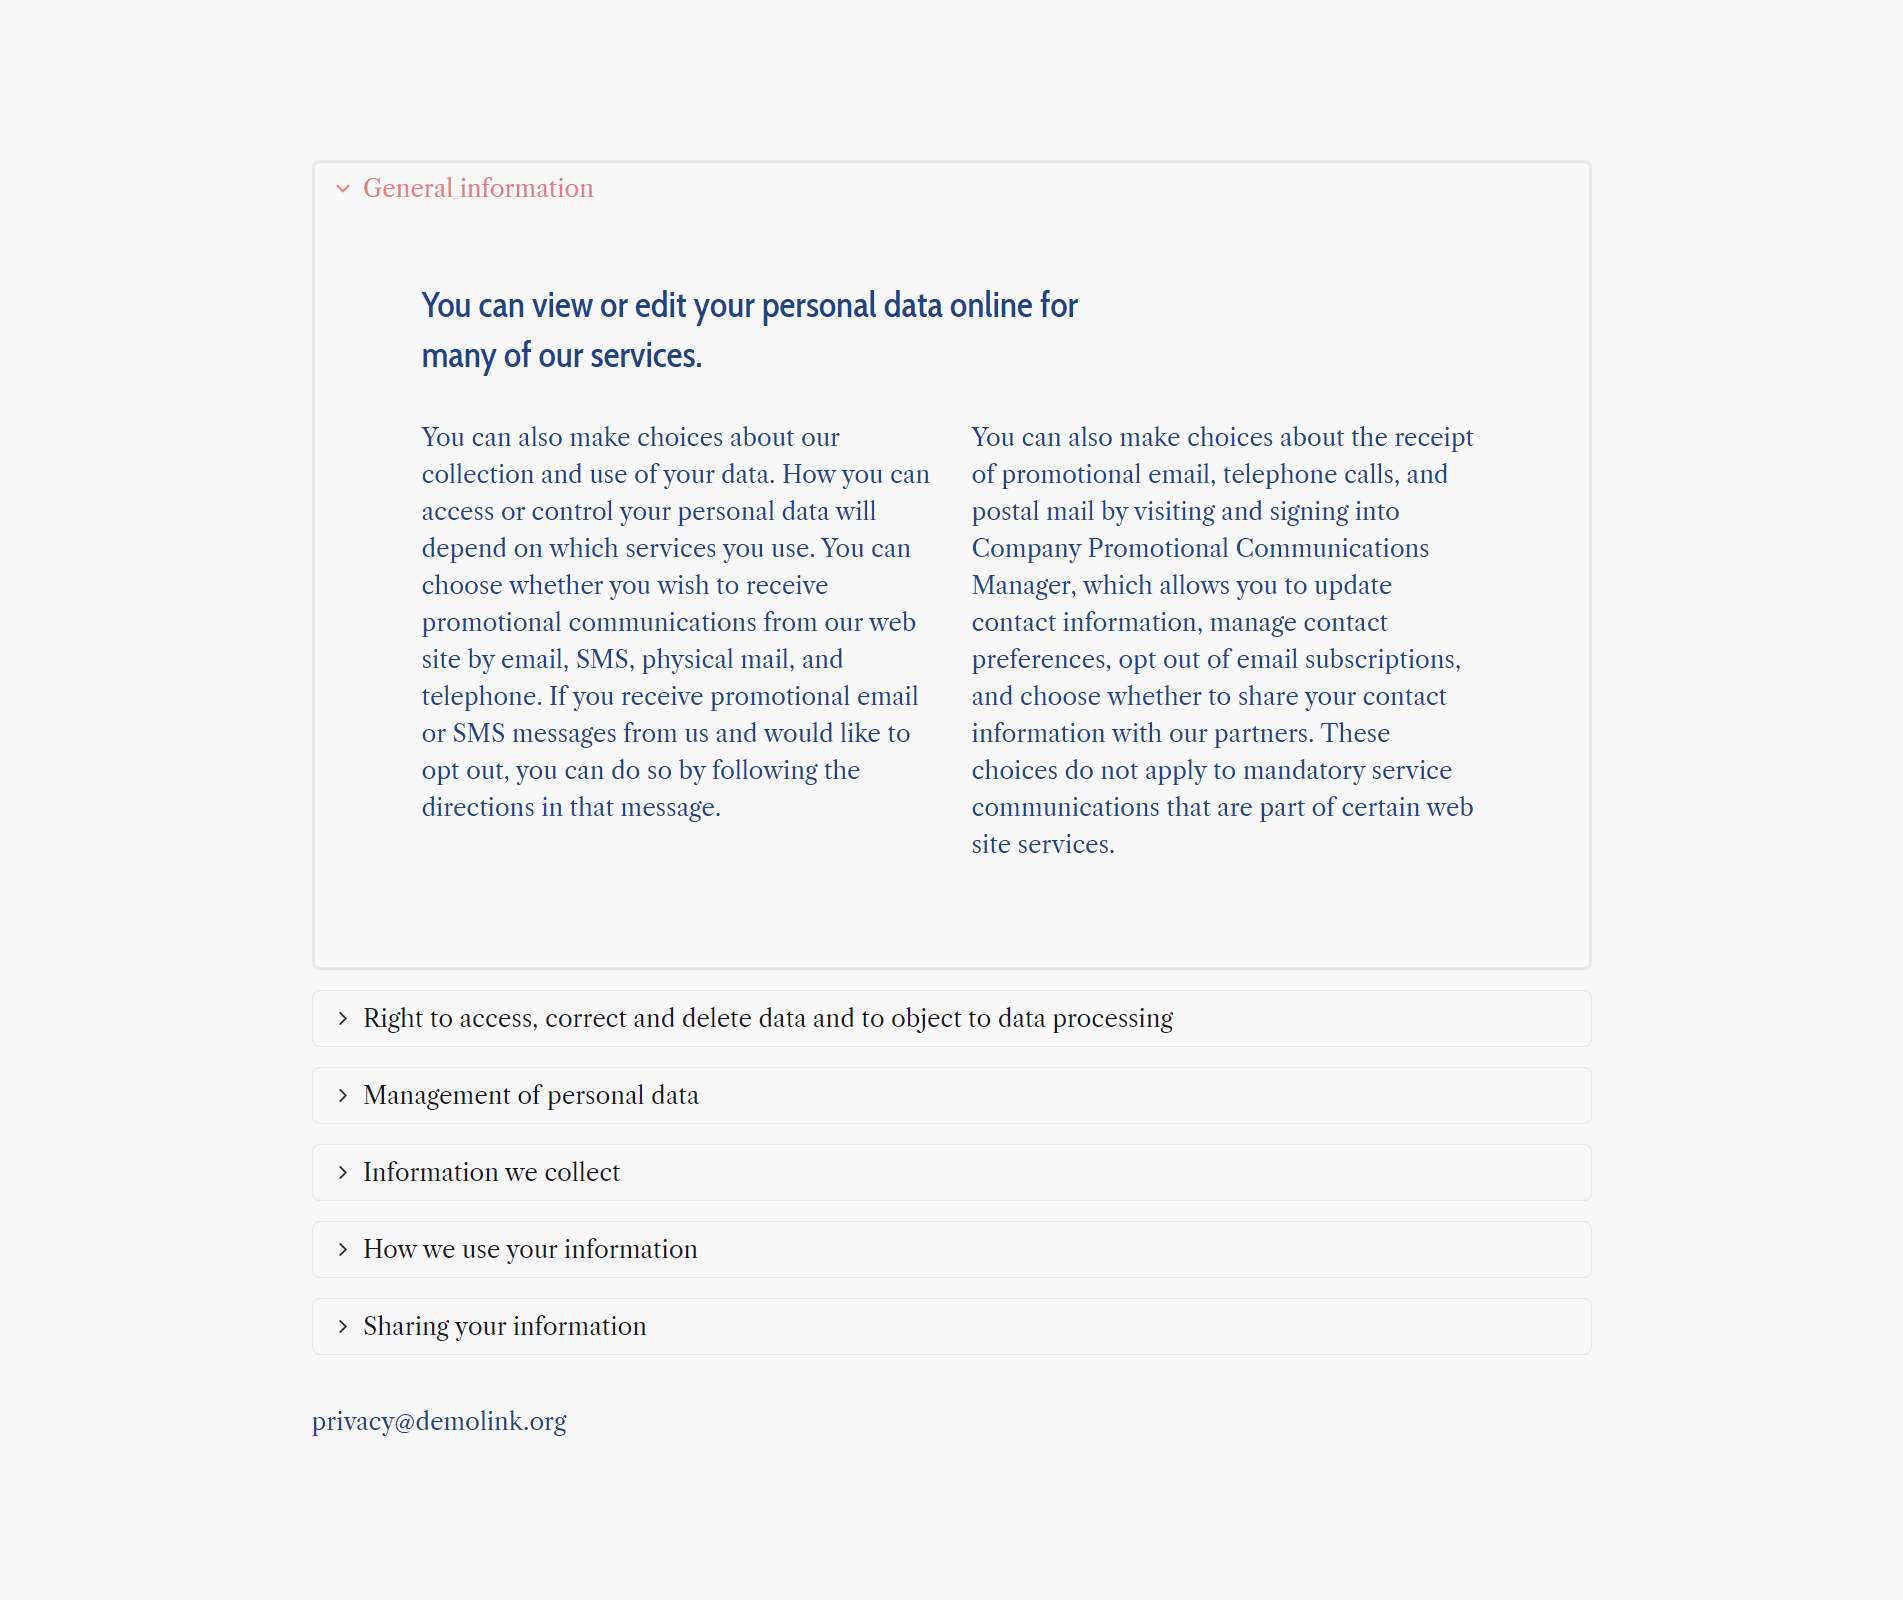 General information
You can view or edit your personal data online for
many of our services.
You can also make choices about our
collection and use of your data. How you can
access or control your personal data will
depend on which services you use. You can
choose whether you wish to receive
promotional communications from our web
site by email, SMS, physical mail, and
telephone. If you receive promotional email
or SMS messages from us and would like to
opt out, you can do so by following the
directions in that message.
You can also make choices about the receipt
of promotional email, telephone calls, and
postal mail by visiting and signing into
Company Promotional Communications
Manager, which allows you to update
contact information, manage contact
preferences, opt out of email subscriptions,
and choose whether to share your contact
information with our partners. These
choices do not apply to mandatory service
communications that are part of certain web
site services.
Right to access, correct and delete data and to object to data processing
Management of personal data
Information we collect
How we use your information
Sharing your information
privacy@demolink.org